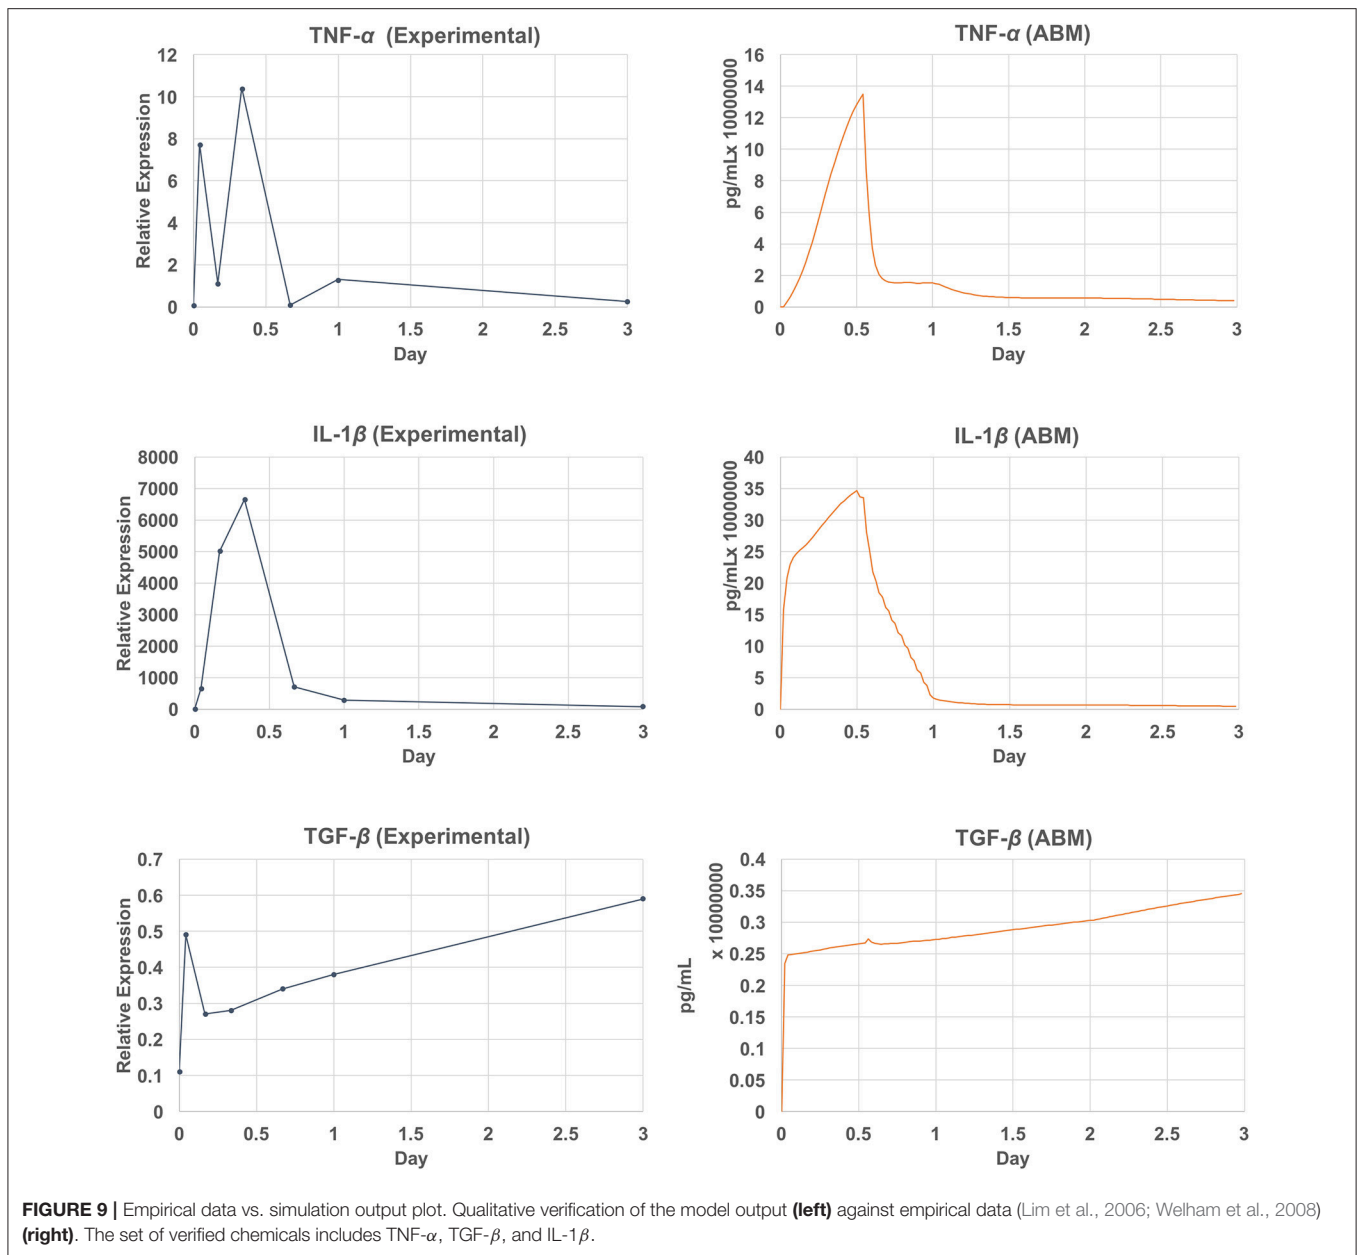 TNF-α (Experimental)
12
10
8
6
4
2
0
Relative Expression
0 0.5 1 1.5 2 2.5 3
Day
TNF-α (ABM)
16
14
12
10
8
6
4
2
0
pg/mLx 10000000
0 0.5 1 1.5 2 2.5 3
Day
IL-1β (Experimental)
8000
7000
6000
5000
4000
3000
2000
1000
0
Relative Expression
0 0.5 1 1.5 2 2.5 3
Day
IL-1β (ABM)
40
35
30
25
20
15
10
5
0
pg/mLx 10000000
0 0.5 1 1.5 2 2.5 3
Day
TGF-β (Experimental)
0.7
0.6
0.5
0.4
0.3
0.2
0.1
0
Relative Expression
0 0.5 1 1.5 2 2.5 3
Day
TGF-β (ABM)
0.4
0.35
0.3
0.25
0.2
0.15
0.1
0.05
0
pg/mL
x 10000000
0 0.5 1 1.5 2 2.5 3
Day
FIGURE 9 | Empirical data vs. simulation output plot. Qualitative verification of the model output (left) against empirical data (Lim et al., 2006; Welham et al., 2008)
(right). The set of verified chemicals includes TNF-α, TGF-β, and IL-1β.